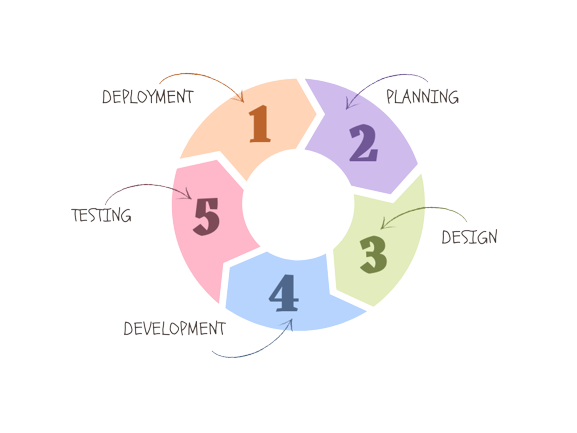 DEPLOYMENT
1
PLANNING
2
DESIGN
3
DEVELOPMENT
4
TESTING
5